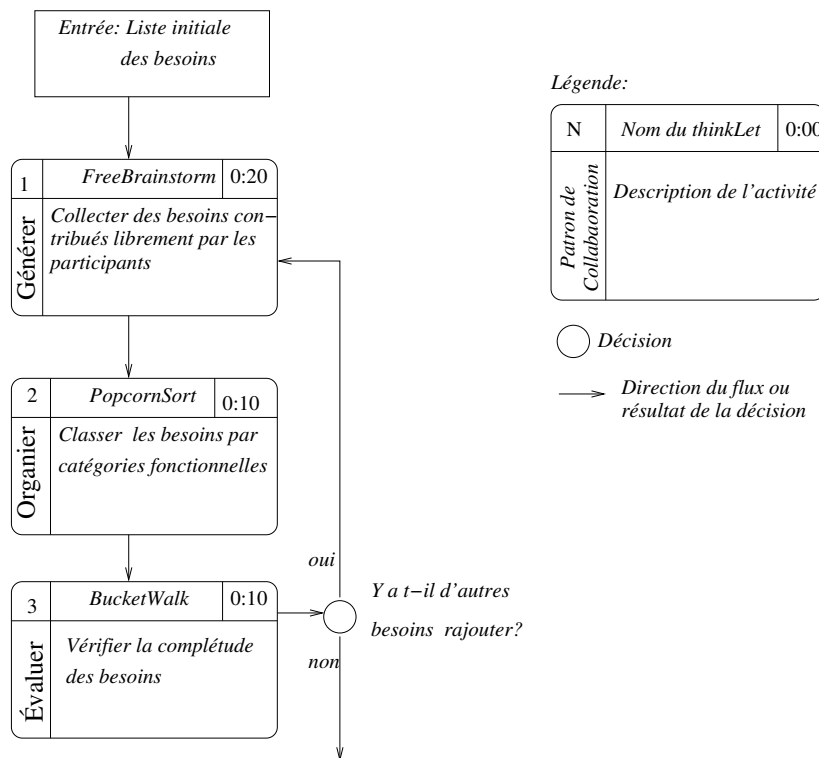 Entrée: Liste initiale
des besoins
1
FreeBrainstorm
0:20
Générer
Collecter des besoins con-
tribués librement par les
participants
2
PopcornSort
0:10
Organier
Classer les besoins par
catégories fonctionnelles
3
BucketWalk
0:10
Évaluer
Vérifier la complétude
des besoins
oui
non
Y a t-il d'autres
besoins rajouter?
Légende:
N
Nom du thinkLet
0:00
Patron de
Collabaoration
Description de l'activité
Décision
Direction du flux ou
résultat de la décision